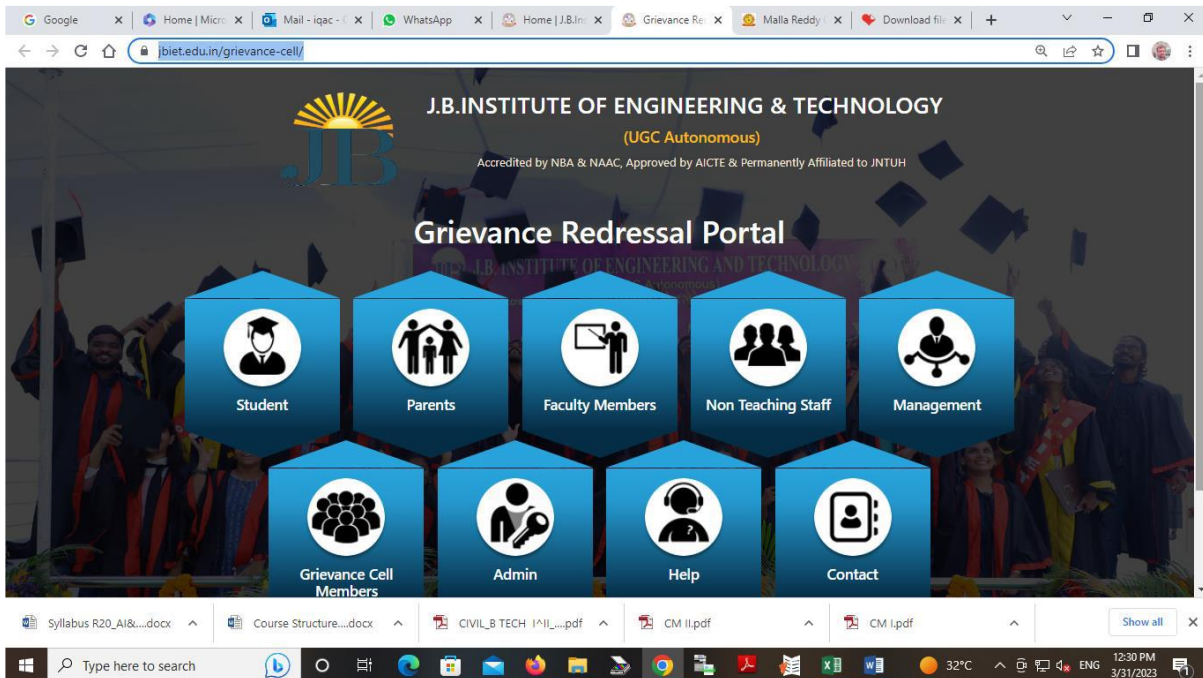 Google
Home | Micro
Mail - iqac -
WhatsApp
Home | J.B.In
Grievance Re
Malla Reddy
Download file
jbiet.edu.in/grievance-cell/
JB
J.B.INSTITUTE OF ENGINEERING & TECHNOLOGY
(UGC Autonomous)
Accredited by NBA & NAAC, Approved by AICTE & Permanently Affiliated to JNTUH
Grievance Redressal Portal
J.B. INSTITUTE OF ENGINEERING AND TECHNOLOGY
Student
Parents
Faculty Members
Non Teaching Staff
Management
Grievance Cell
Members
Admin
Help
Contact
Syllabus R20_AI&....docx
Course Structure....docx
CIVIL_B TECH I^II_....pdf
CM II.pdf
CM I.pdf
Show all
Type here to search
32°C
ENG
12:30 PM
3/31/2023